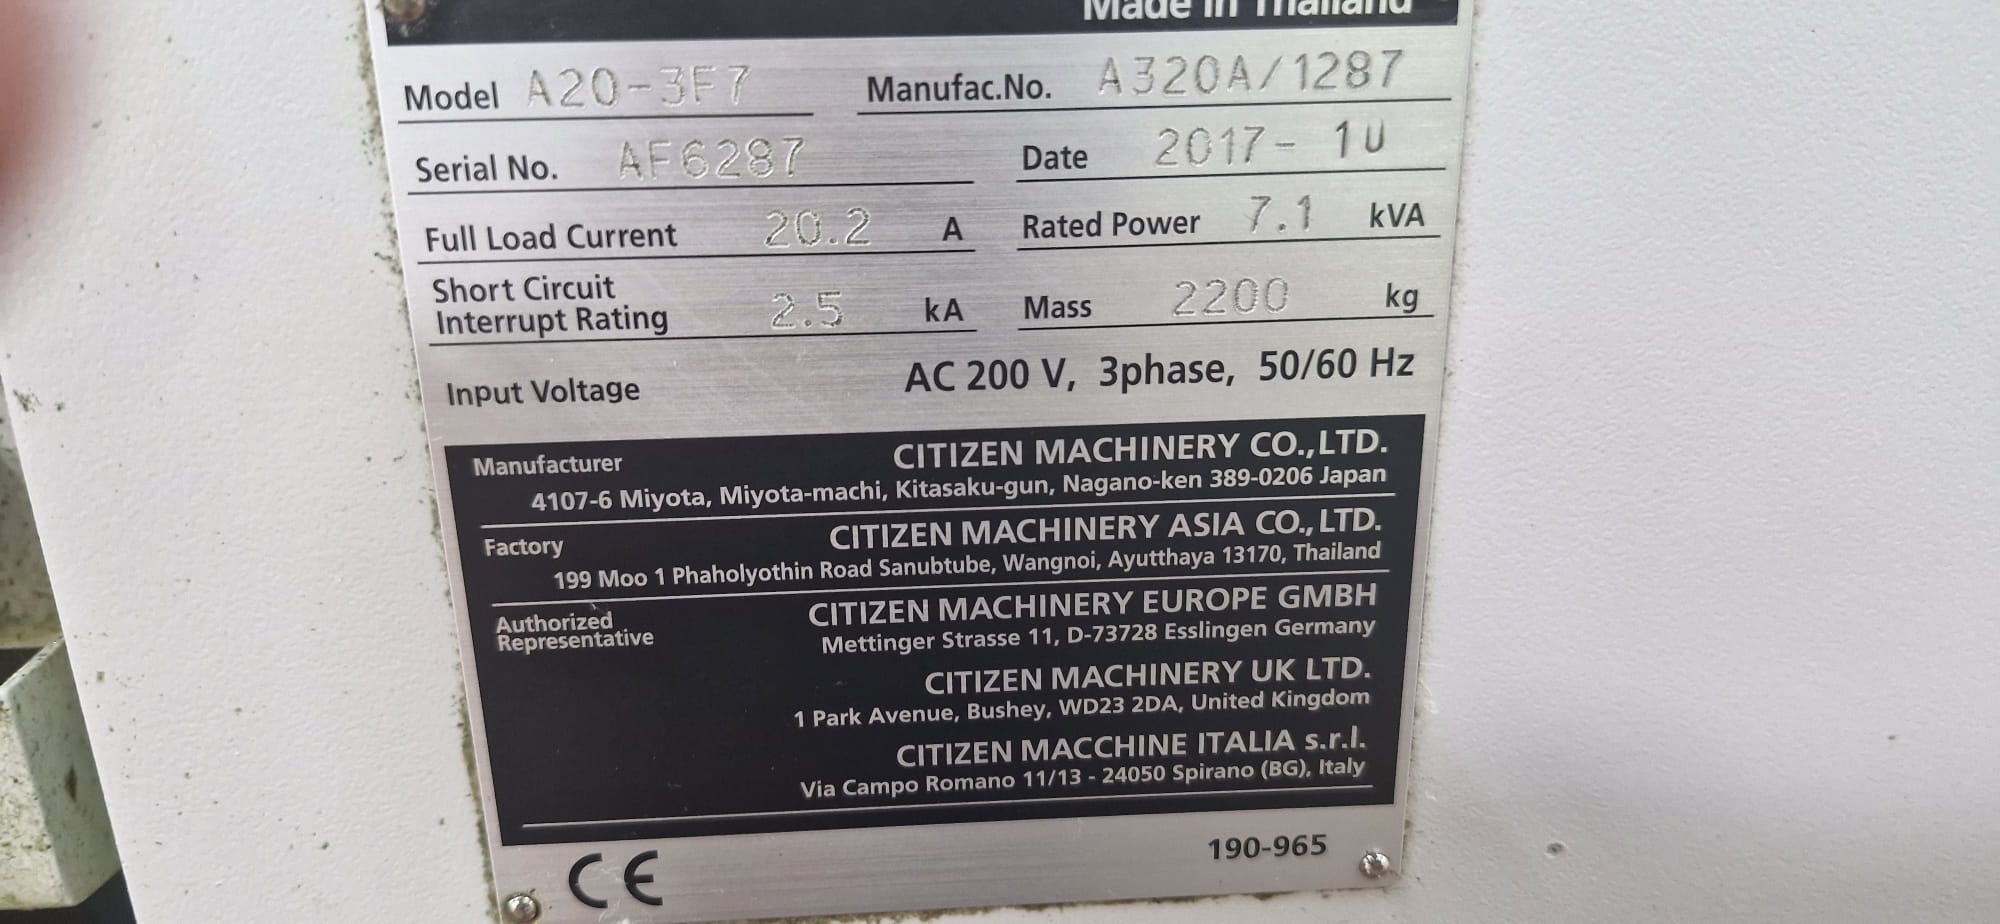 Made in Thailand
Model A20-3F7 Manufac.No. A320A/1287
Serial No. AF6287 Date 2017- 10
Full Load Current 20.2 A Rated Power 7.1 kVA
Short Circuit
Interrupt Rating 2.5 kA Mass 2200 kg
Input Voltage AC 200 V, 3phase, 50/60 Hz
Manufacturer CITIZEN MACHINERY CO.,LTD.
4107-6 Miyota, Miyota-machi, Kitasaku-gun, Nagano-ken 389-0206 Japan
Factory CITIZEN MACHINERY ASIA CO.,LTD.
199 Moo 1 Phaholyothin Road Sanubtube, Wangnoi, Ayutthaya 13170, Thailand
Authorized
Representative
CITIZEN MACHINERY EUROPE GMBH
Mettinger Strasse 11, D-73728 Esslingen Germany
CITIZEN MACHINERY UK LTD.
1 Park Avenue, Bushey, WD23 2DA, United Kingdom
CITIZEN MACCHINE ITALIA s.r.l.
Via Campo Romano 11/13 - 24050 Spirano (BG), Italy
190-965
CE